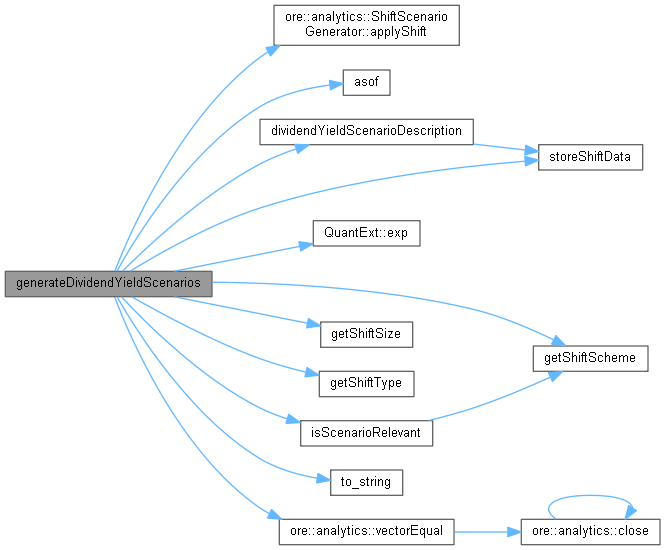 ore::analytics::ShiftScenario
Generator::applyShift
asof
dividendYieldScenarioDescription
storeShiftData
QuantExt::exp
generateDividendYieldScenarios
getShiftSize
getShiftScheme
getShiftType
isScenarioRelevant
to_string
ore::analytics::vectorEqual
ore::analytics::close